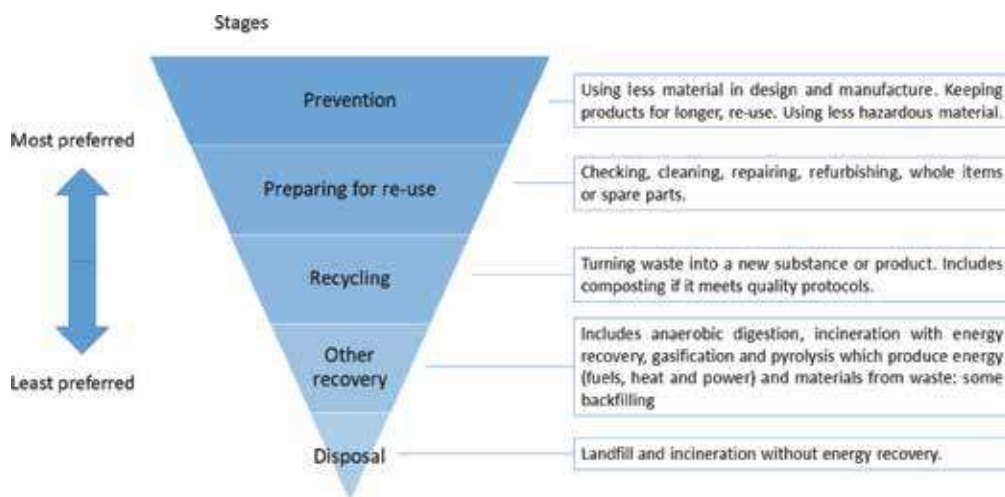 Stages
Prevention
Using less material in design and manufacture. Keeping
products for longer, re-use. Using less hazardous material.
Most preferred
Preparing for re-use
Checking, cleaning, repairing, refurbishing, whole items
or spare parts.
Recycling
Turning waste into a new substance or product. Includes
composting if it meets quality protocols.
Other
recovery
Includes anaerobic digestion, incineration with energy
recovery, gasification and pyrolysis which produce energy
(fuels, heat and power) and materials from waste: some
backfilling
Least preferred
Disposal
Landfill and incineration without energy recovery.